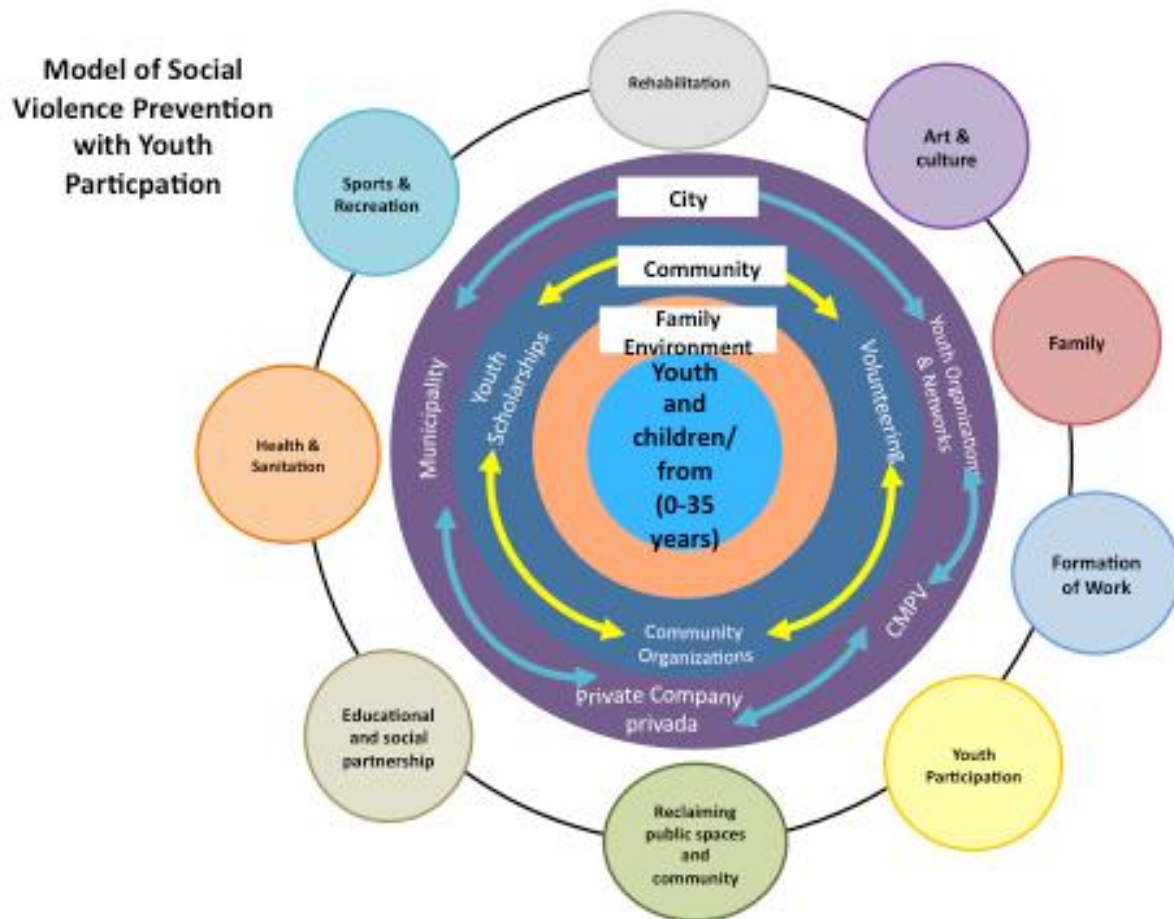 Model of Social
Violence Prevention
with Youth
Particpation
Rehabilitation
Art &
culture
Family
Formation
of Work
Youth
Participation
Reclaiming
public spaces
and
community
Educational
and social
partnership
Health &
Sanitation
Sports &
Recreation
City
Community
Family
Environment
Youth
and
children/
from
(0-35
years)
Municipality
Youth
Scholarships
Volunteering
Youth Organizations
& Networks
CMPV
Community
Organizations
Private Company
privada